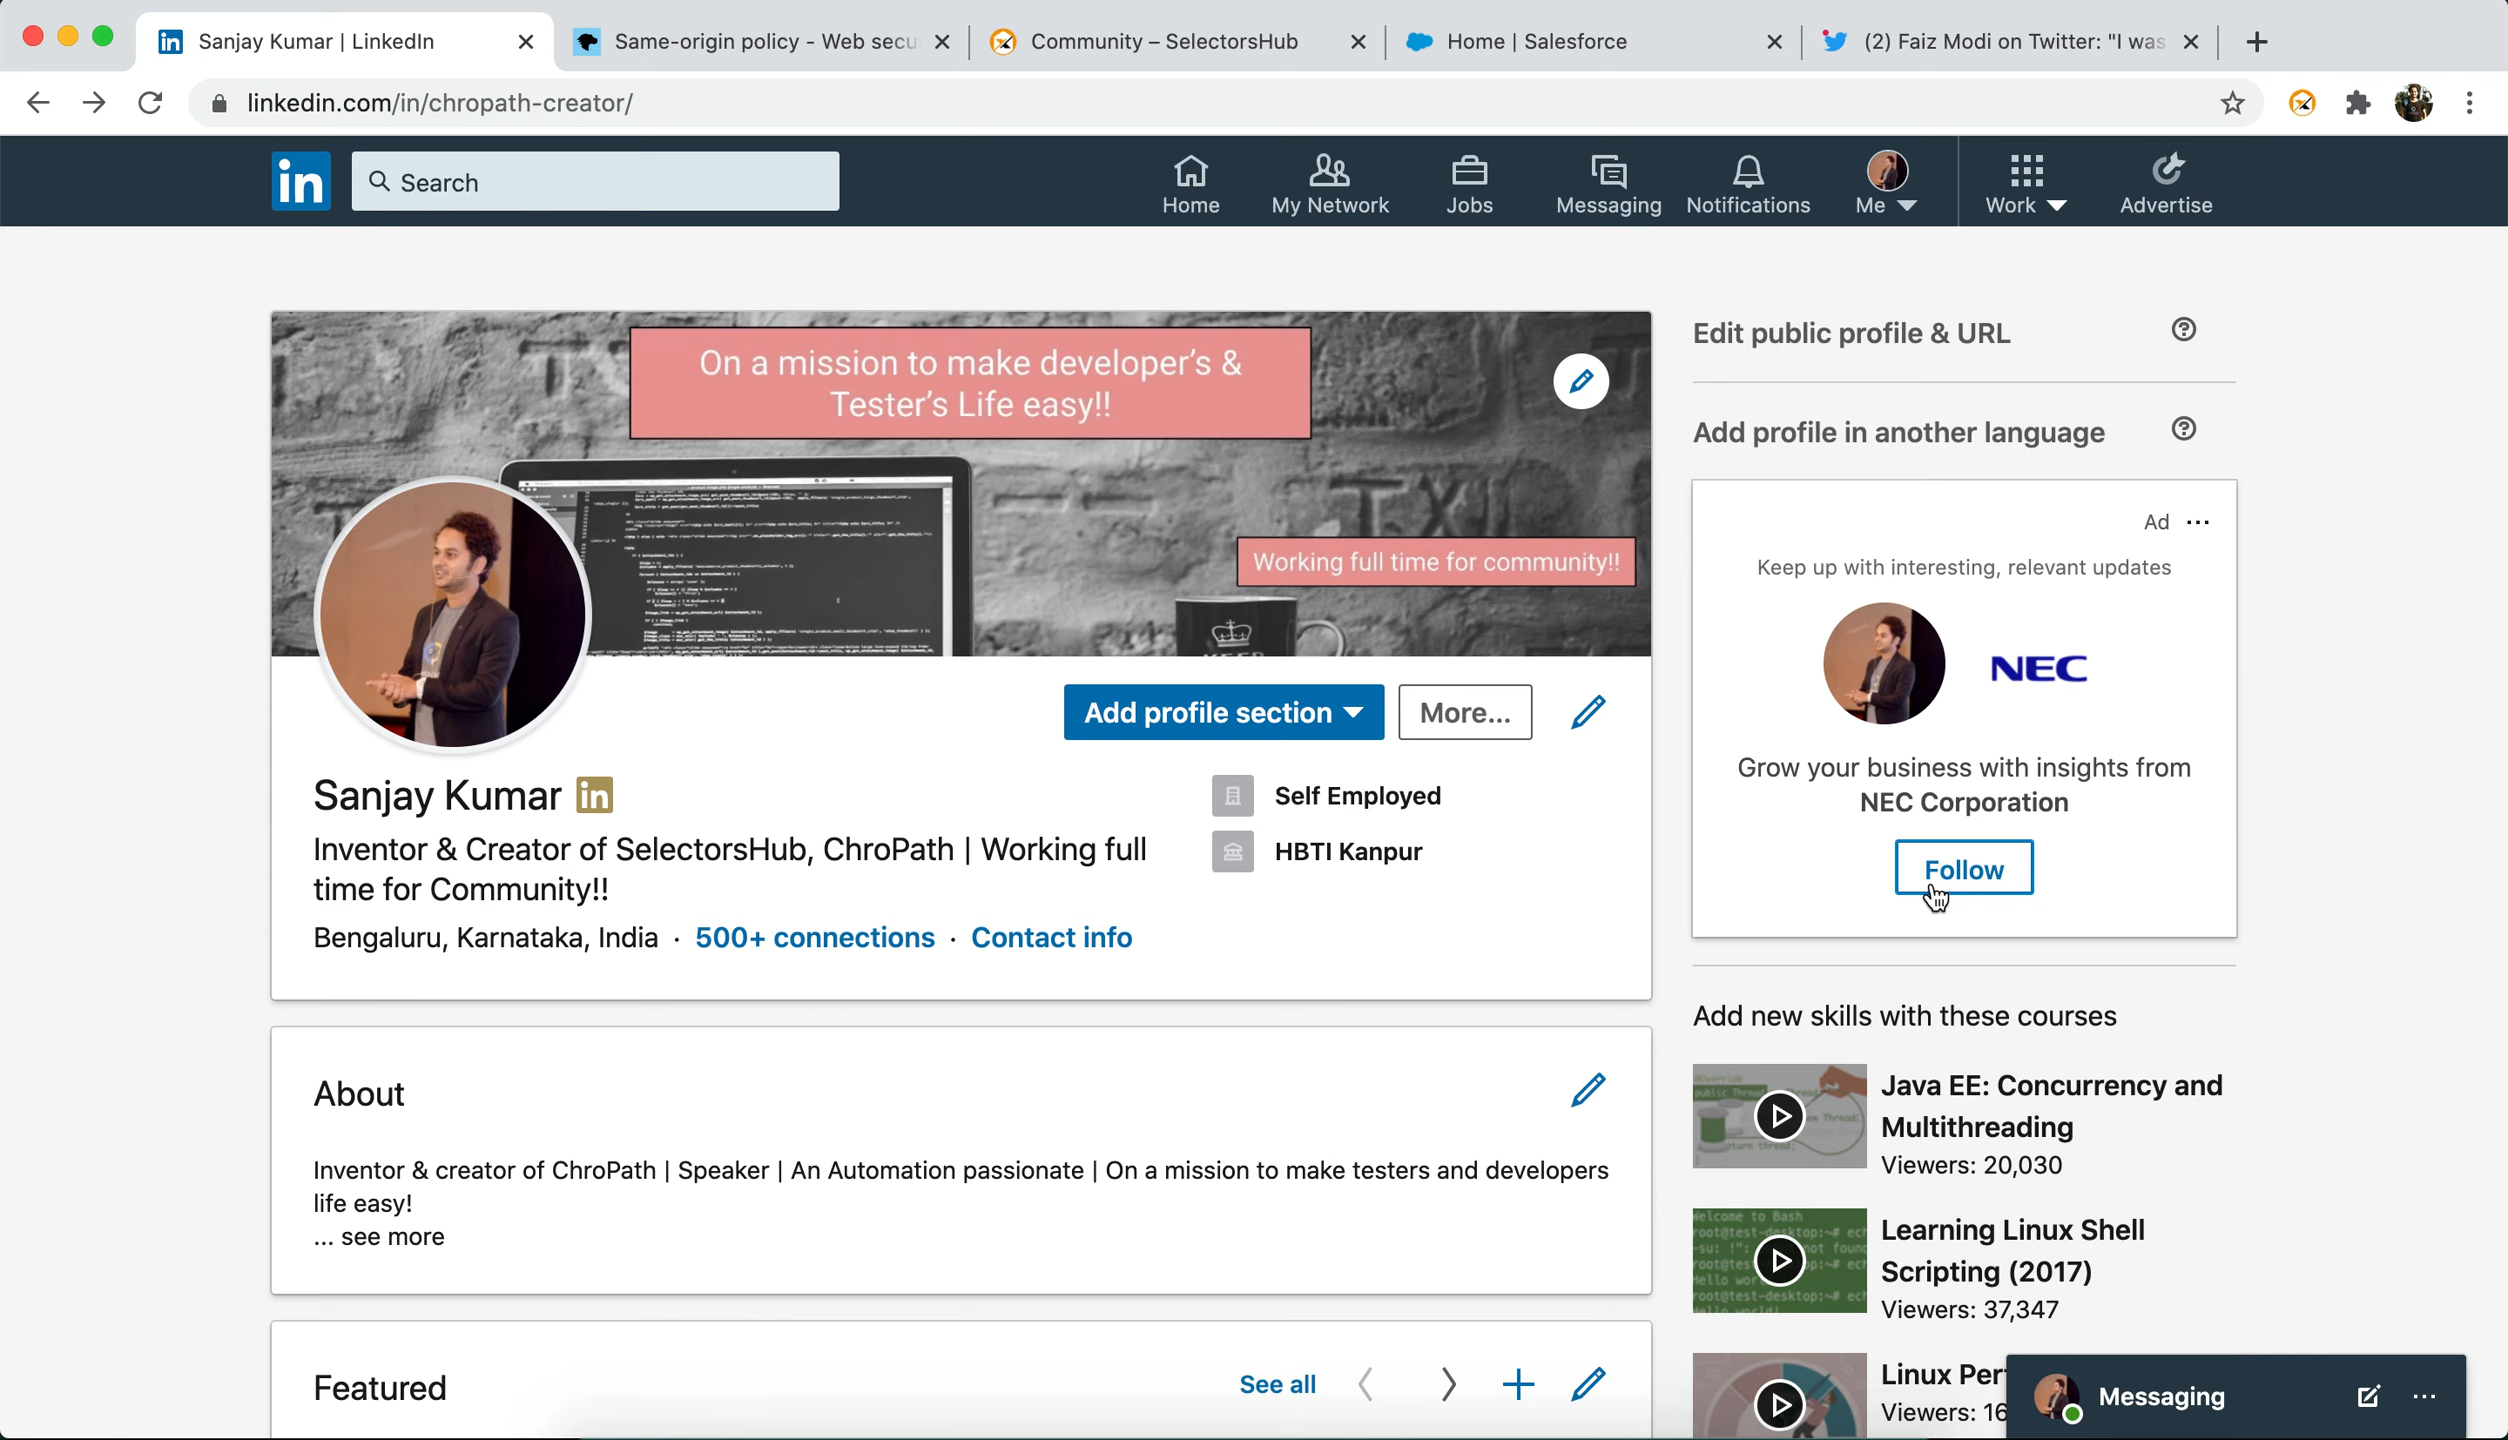 Sanjay Kumar | LinkedIn
Same-origin policy - Web secu
Community – SelectorsHub
Home | Salesforce
(2) Faiz Modi on Twitter: "I was
linkedin.com/in/chropath-creator/
in
Search
Home
My Network
Jobs
Messaging
Notifications
Me
Work
Advertise
On a mission to make developer's &
Tester's Life easy!!
Working full time for community!!
Add profile section
More...
Sanjay Kumar in
Inventor & Creator of SelectorsHub, ChroPath | Working full
time for Community!!
Bengaluru, Karnataka, India · 500+ connections · Contact info
Self Employed
HBTI Kanpur
About
Inventor & creator of ChroPath | Speaker | An Automation passionate | On a mission to make testers and developers
life easy!
... see more
Featured
See all
Edit public profile & URL
Add profile in another language
Ad ...
Keep up with interesting, relevant updates
NEC
Grow your business with insights from
NEC Corporation
Follow
Add new skills with these courses
Java EE: Concurrency and
Multithreading
Viewers: 20,030
Learning Linux Shell
Scripting (2017)
Viewers: 37,347
Linux Per
Viewers: 16
Messaging